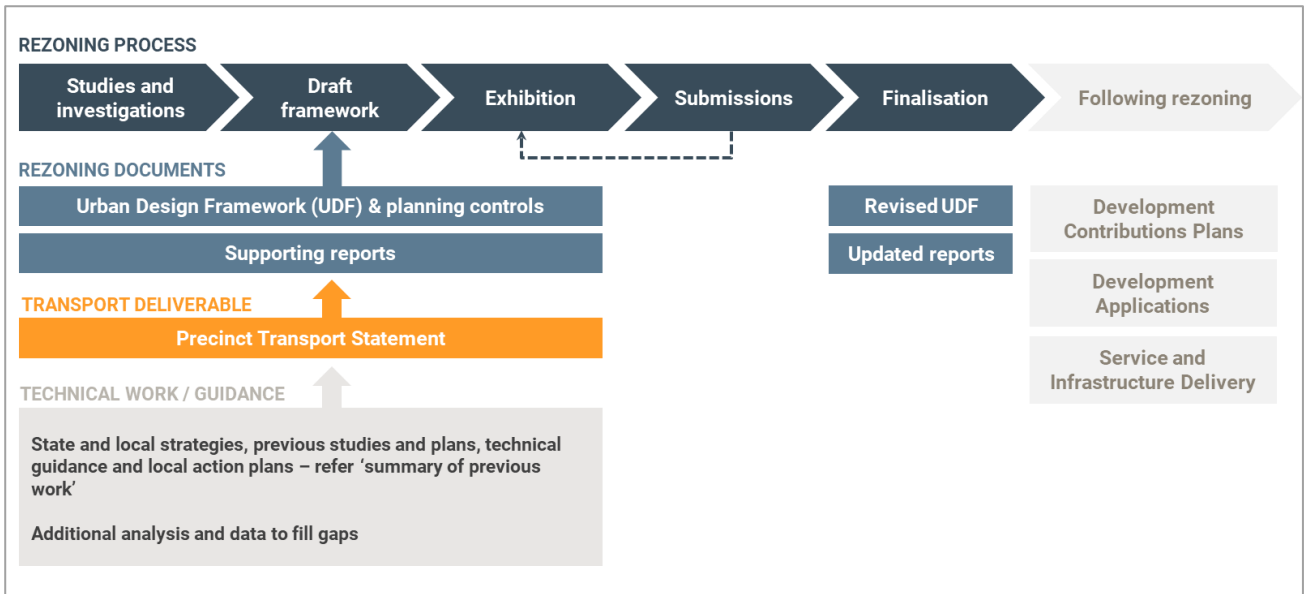 REZONING PROCESS
Studies and
investigations
Draft
framework
Exhibition
Submissions
Finalisation
Following rezoning
REZONING DOCUMENTS
Urban Design Framework (UDF) & planning controls
Supporting reports
Revised UDF
Updated reports
Development
Contributions Plans
Development
Applications
Service and
Infrastructure Delivery
TRANSPORT DELIVERABLE
Precinct Transport Statement
TECHNICAL WORK / GUIDANCE
State and local strategies, previous studies and plans, technical
guidance and local action plans – refer ‘summary of previous
work’
Additional analysis and data to fill gaps